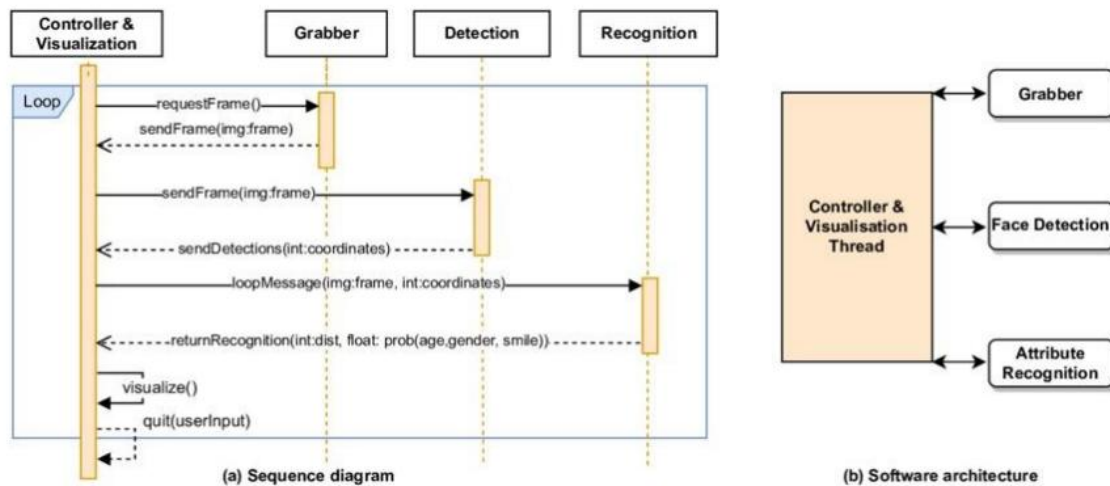 Controller &
Visualization
Grabber
Detection
Recognition
Loop
requestFrame()
sendFrame(img:frame)
sendFrame(img:frame)
sendDetections(int:coordinates)
loopMessage(img:frame, int:coordinates)
returnRecognition(int:dist, float: prob(age,gender, smile))
visualize()
quit(userInput)
(a) Sequence diagram
Controller &
Visualisation
Thread
Grabber
Face Detection
Attribute
Recognition
(b) Software architecture